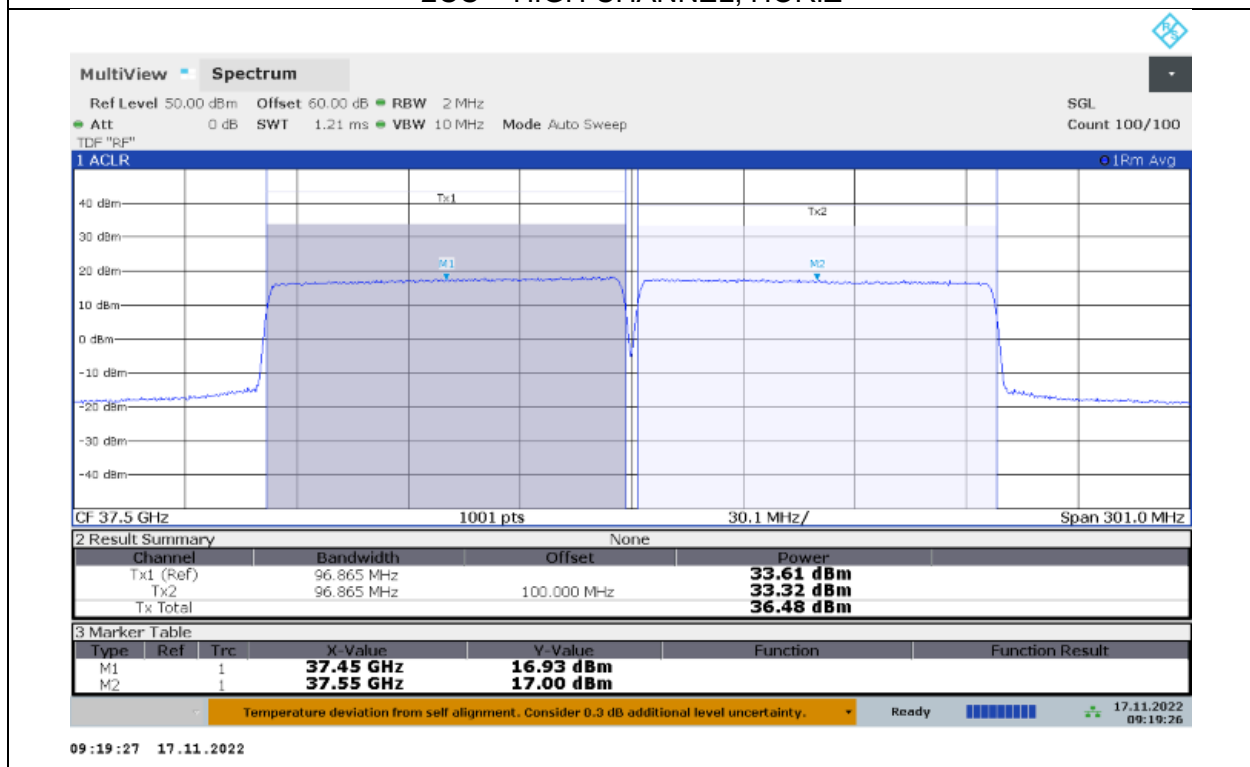 MultiView Spectrum
Ref Level 50.00 dBm Offset 60.00 dB RBW 2 MHz SGL
Att 0 dB SWT 1.21 ms VBW 10 MHz Mode Auto Sweep Count 100/100
TDF "RF"
1 ACLR 1Rm Avg
40 dBm
Tx1
Tx2
30 dBm
M1
M2
20 dBm
10 dBm
0 dBm
-10 dBm
-20 dBm
-30 dBm
-40 dBm
CF 37.5 GHz 1001 pts 30.1 MHz/ Span 301.0 MHz
2 Result Summary None
Channel Bandwidth Offset Power
Tx1 (Ref) 96.865 MHz 33.61 dBm
Tx2 96.865 MHz 100.000 MHz 33.32 dBm
Tx Total 36.48 dBm
3 Marker Table
Type Ref Trc X-Value Y-Value Function Function Result
M1 1 37.45 GHz 16.93 dBm
M2 1 37.55 GHz 17.00 dBm
Temperature deviation from self alignment. Consider 0.3 dB additional level uncertainty. Ready 17.11.2022
09:19:26
09:19:27 17.11.2022